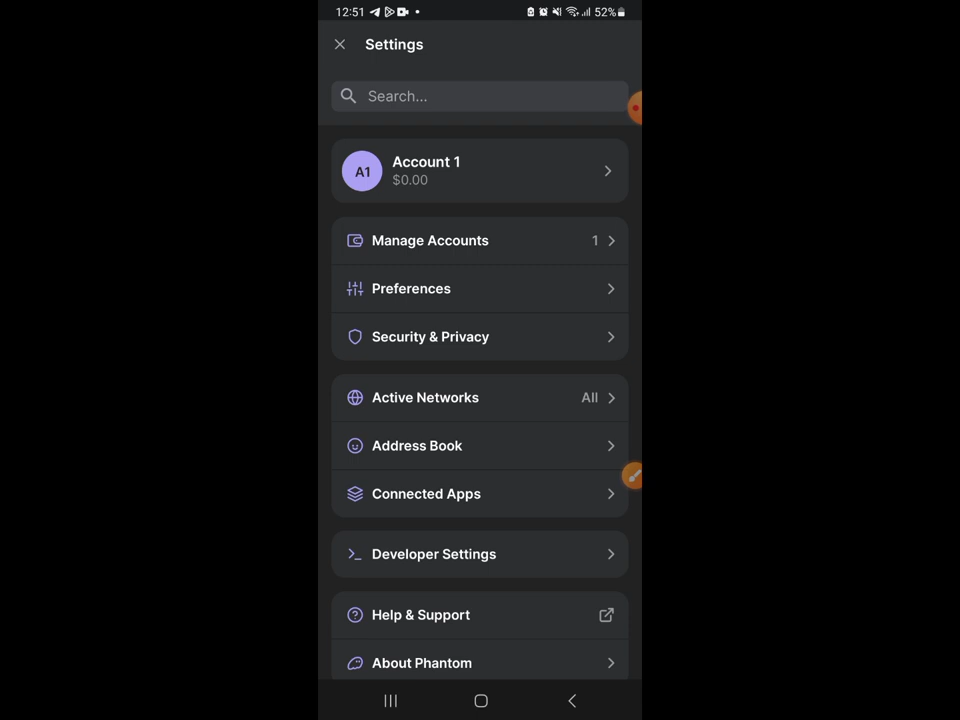 12:51
52%
Settings
Search...
Account 1
A1
$0.00
Manage Accounts 1
Preferences
Security & Privacy
Active Networks All
Address Book
Connected Apps
Developer Settings
Help & Support
About Phantom